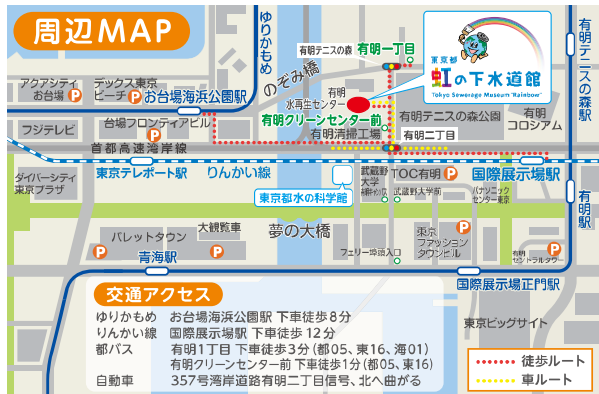 周辺MAP
ゆりかもめ
有明テニスの森
有明一丁目
のぞみ橋
東京都
虹の下水道館
Tokyo Sewerage Museum "Rainbow"
有明テニスの森駅
アクアシティ
お台場 P
デックス東京
ビーチ P
お台場海浜公園駅
有明
水再生センター
有明クリーンセンター前
有明清掃工場
有明テニスの森公園
有明
コロシアム
フジテレビ
台場フロンティアビル
P
有明二丁目
首都高速湾岸線
東京テレポート駅
りんかい線
国際展示場駅
ダイバーシティ
東京プラザ
東京都水の科学館
武蔵野
大学
TOC有明 P
武蔵野大学前
パナソニック
センター東京
有明駅
大観覧車
パレットタウン
P
P
夢の大橋
青海駅
フェリー埠頭入口
東京
ファッション
タウンビル
P
有明
セントラルタワー
P
国際展示場正門駅
東京ビッグサイト
交通アクセス
ゆりかもめ お台場海浜公園駅 下車徒歩8分
りんかい線 国際展示場駅 下車徒歩12分
都バス 有明1丁目 下車徒歩3分（都05、東16、海01）
有明クリーンセンター前 下車徒歩1分（都05、東16）
自動車 357号湾岸道路有明二丁目信号、北へ曲がる
徒歩ルート
車ルート